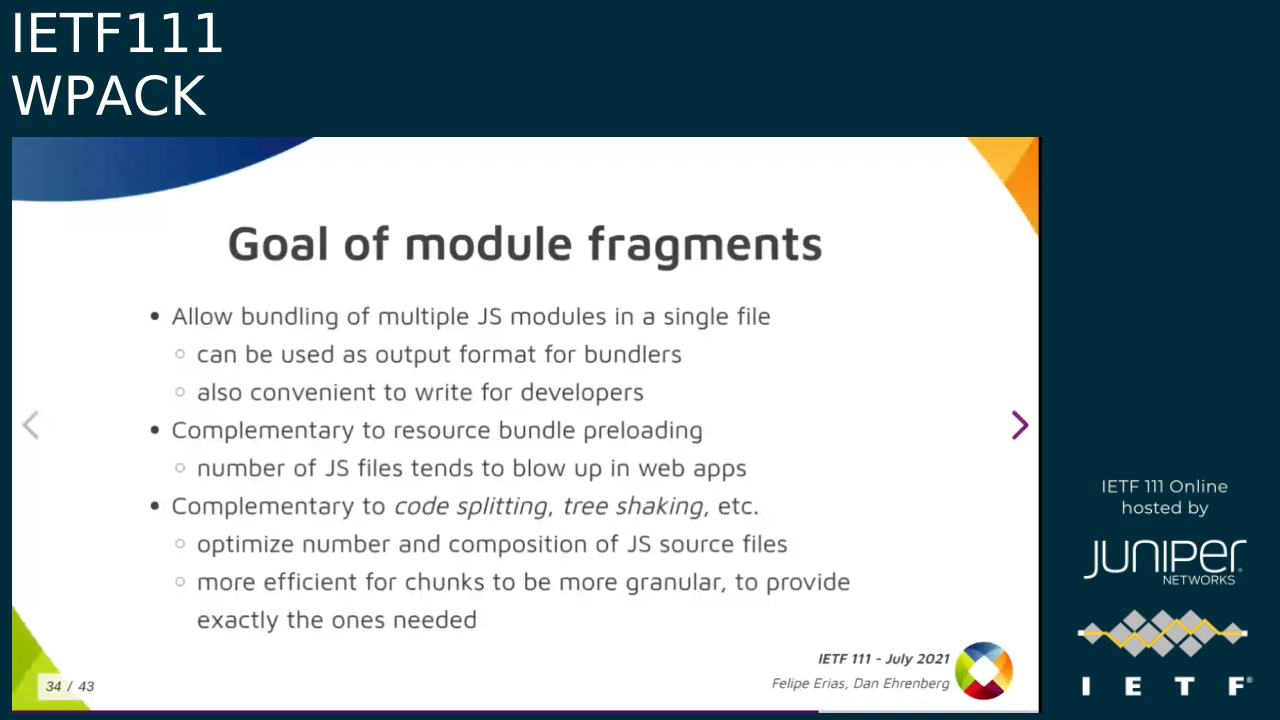 IETF111
WPACK
Goal of module fragments
• Allow bundling of multiple JS modules in a single file
○ can be used as output format for bundlers
○ also convenient to write for developers
• Complementary to resource bundle preloading
○ number of JS files tends to blow up in web apps
• Complementary to code splitting, tree shaking, etc.
○ optimize number and composition of JS source files
○ more efficient for chunks to be more granular, to provide
exactly the ones needed
IETF 111 - July 2021
Felipe Erias, Dan Ehrenberg
34 / 43
IETF 111 Online
hosted by
JUNIPER
NETWORKS
I E T F®